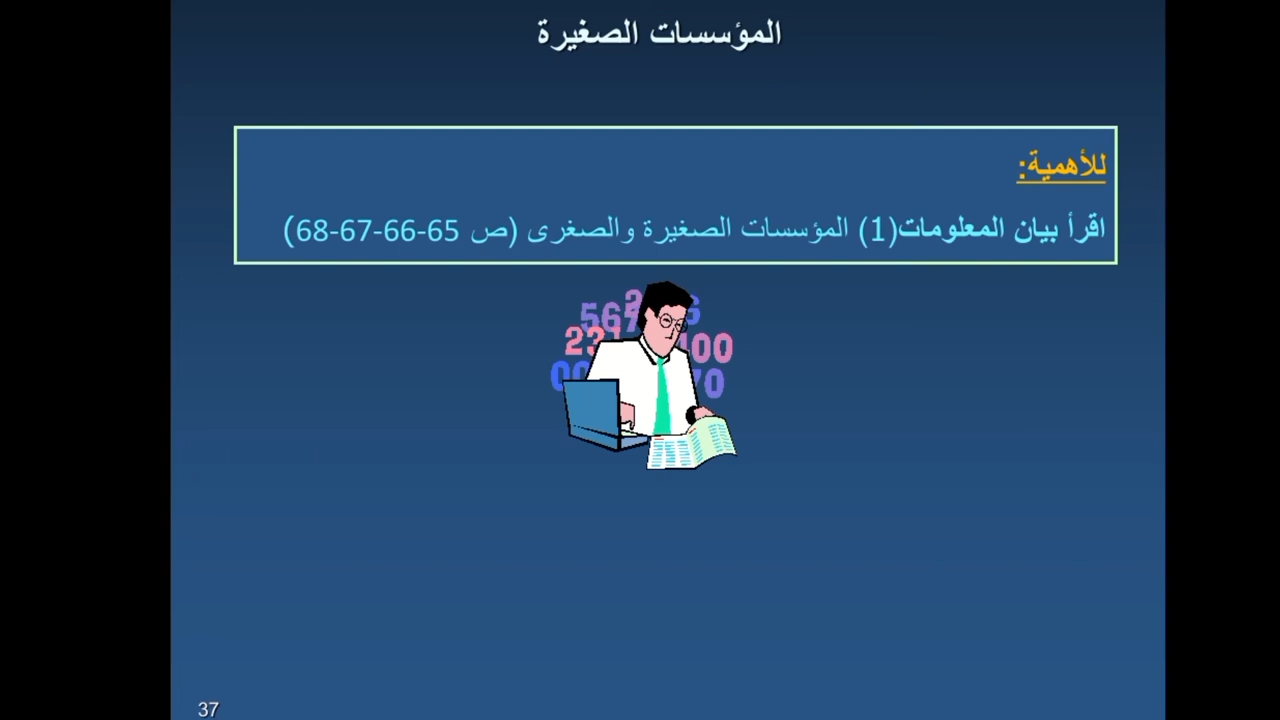 المؤسسات الصغيرة
للأهمية:
اقرأ بيان المعلومات(1) المؤسسات الصغيرة والصغرى (ص 65-66-67-68)
37